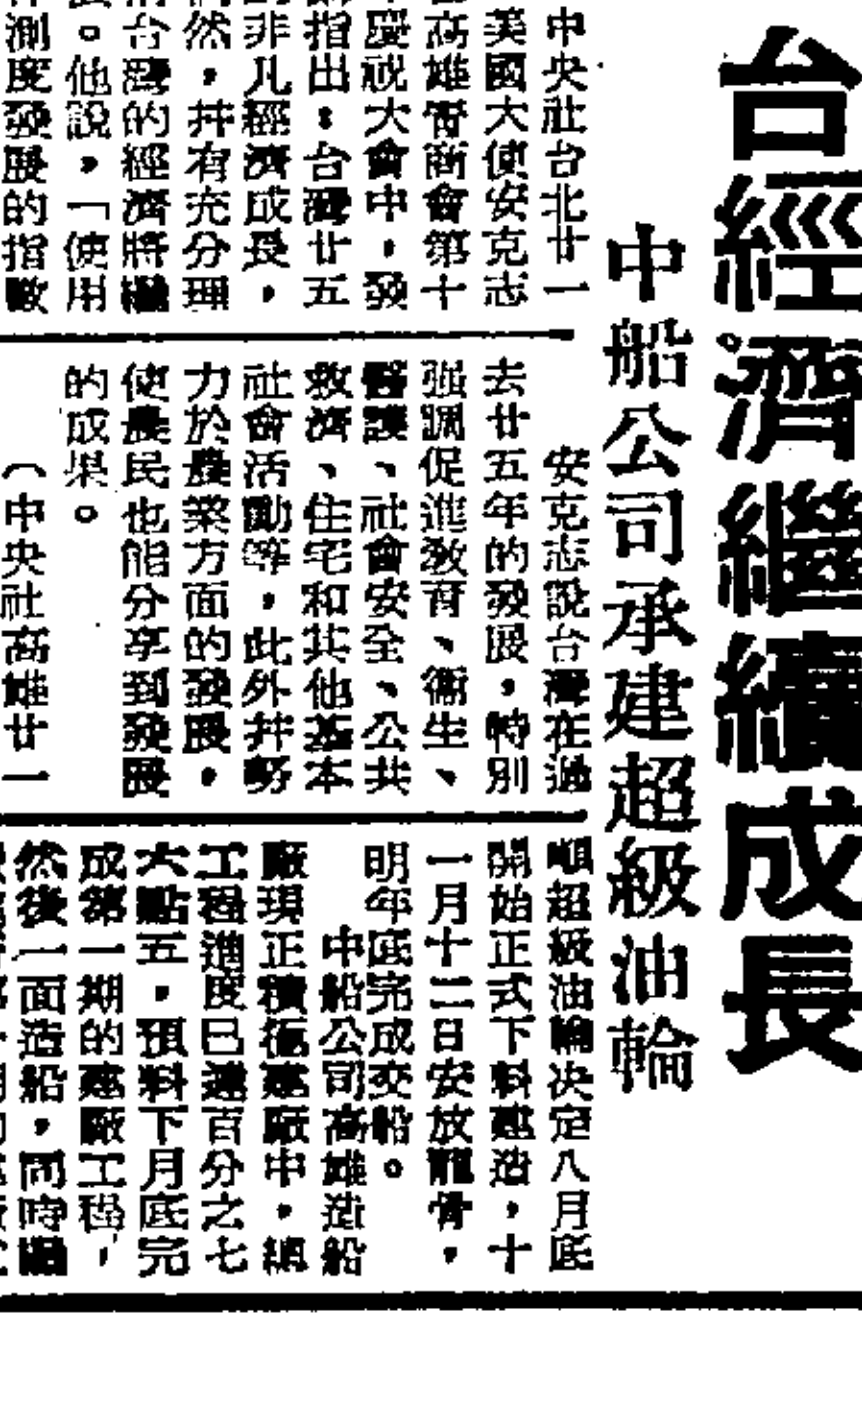 台經濟繼續成長
中船公司承建超級油輪
中央社台北廿一
美國大使安克志
高雄青商會第十
慶祝大會中，發
指出：台灣廿五
非凡經濟成長，
然，幷有充分理
台灣的經濟將繼
。他說，「使用
測度發展的指數
安克志說台灣在過
去廿五年的發展，特別
强調促進教育、衞生、
醫護、社會安全、公共
救濟、住宅和其他基本
社會活動等，此外幷努
力於農業方面的發展，
使農民也能分享到發展
的成果。
（中央社高雄廿一
順超級油輪决定八月底
開始正式下料建造，十
一月十二日安放龍骨，
明年底完成交船。
中船公司高雄造船
廠現正積極建廠中，總
工程進度已達百分之七
六點五，預料下月底完
成第一期的建廠工程，
然後一面造船，同時繼